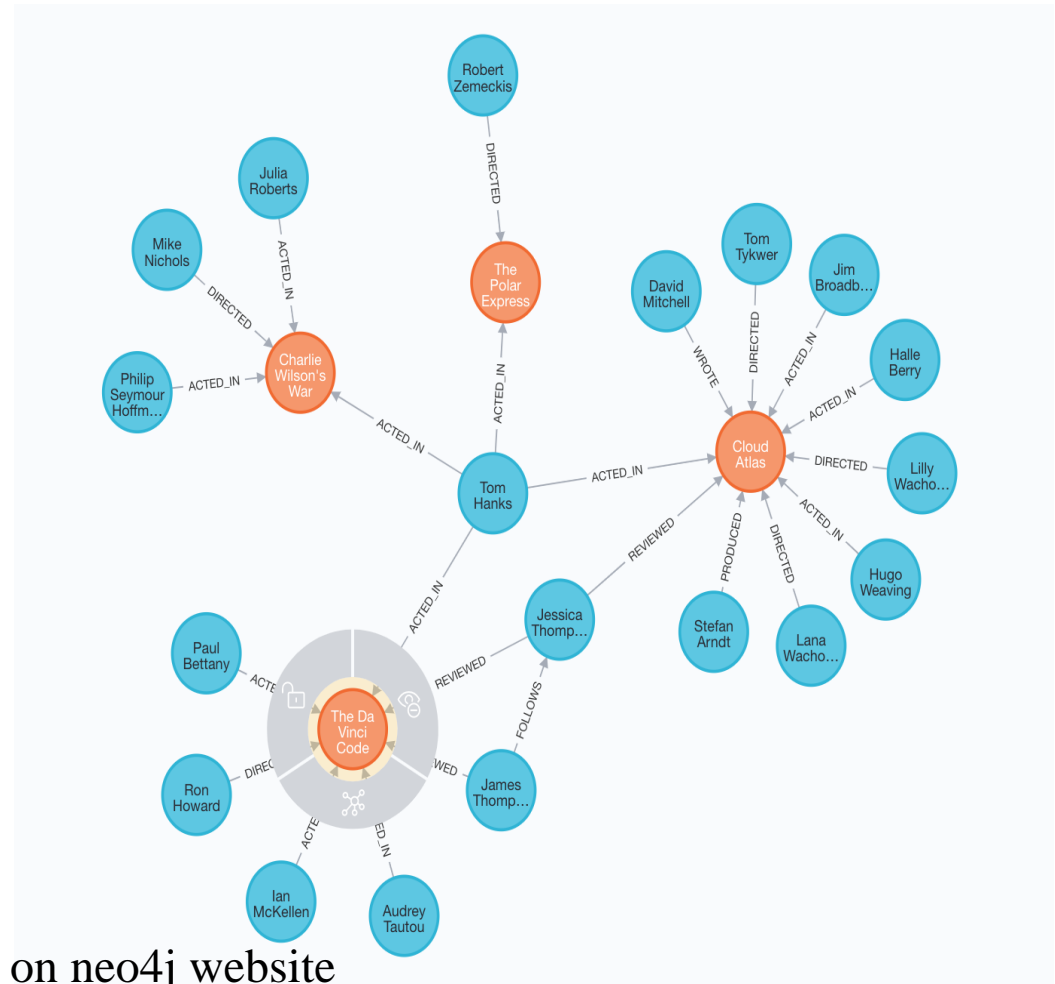 Robert
Zemeckis
DIRECTED
Julia
Roberts
Mike
Nichols
ACTED_IN
DIRECTED
The
Polar
Express
Tom
Tykwer
David
Mitchell
Jim
Broadb...
WROTE
DIRECTED
ACTED_IN
Halle
Berry
Charlie
Wilson's
War
Philip
Seymour
Hoffm...
ACTED_IN
ACTED_IN
ACTED_IN
ACTED_IN
Cloud
Atlas
DIRECTED
Lilly
Wacho...
Tom
Hanks
ACTED_IN
ACTED_IN
REVIEWED
PRODUCED
DIRECTED
Hugo
Weaving
ACTED_IN
Jessica
Thomp...
Stefan
Arndt
Lana
Wacho...
Paul
Bettany
ACTE
REVIEWED
The Da
Vinci
Code
FOLLOWS
Ron
Howard
DIREC
WED
James
Thomp...
ACTE
ED_IN
Ian
McKellen
Audrey
Tautou
on neo4j website